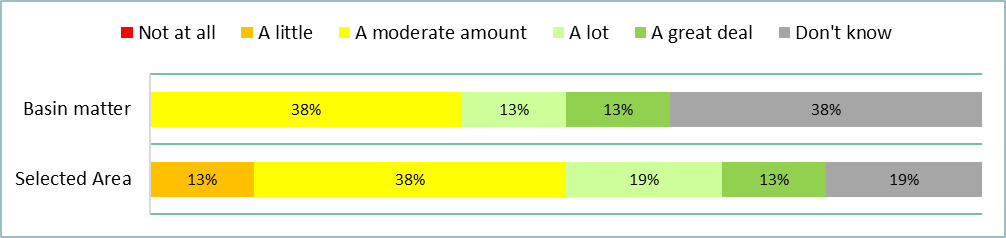 Not at all A little A moderate amount A lot A great deal Don't know
Basin matter 38% 13% 13% 38%
Selected Area 13% 38% 19% 13% 19%